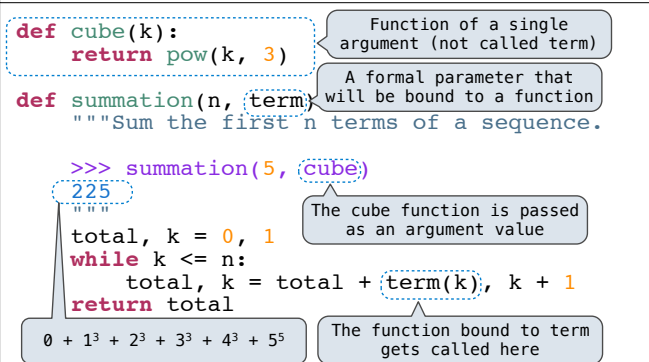 def cube(k):
    return pow(k, 3)
Function of a single
argument (not called term)
A formal parameter that
will be bound to a function
def summation(n, term)
    """Sum the first n terms of a sequence.
    >>> summation(5, cube)
    225
    """
The cube function is passed
as an argument value
    total, k = 0, 1
    while k <= n:
        total, k = total + term(k), k + 1
    return total
0 + 1³ + 2³ + 3³ + 4³ + 5⁵
The function bound to term
gets called here